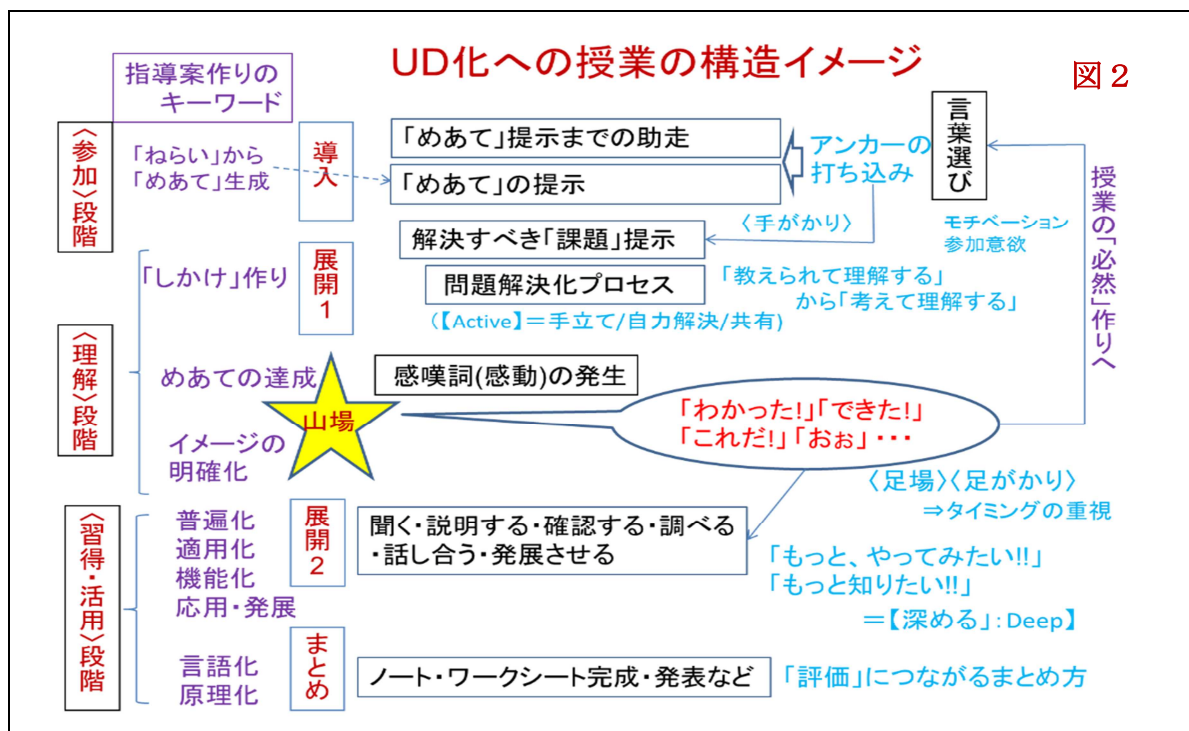 UD化への授業の構造イメージ
図2
指導案作りの
キーワード
〈参加〉段階
「ねらい」から
「めあて」生成
導入
「めあて」提示までの助走
「めあて」の提示
アンカーの
打ち込み
言葉選び
モチベーション
参加意欲
授業の「必然」作りへ
〈手がかり〉
解決すべき「課題」提示
「しかけ」作り
展開1
問題解決化プロセス
「教えられて理解する」
から「考えて理解する」
(【Active】=手立て/自力解決/共有)
〈理解〉段階
めあての達成
山場
感嘆詞(感動)の発生
「わかった!」「できた!」
「これだ!」「おぉ」・・・
イメージの
明確化
〈足場〉〈足がかり〉
⇒タイミングの重視
〈習得・活用〉段階
普遍化
適用化
機能化
応用・発展
展開2
聞く・説明する・確認する・調べる
・話し合う・発展させる
「もっと、やってみたい!!」
「もっと知りたい!!」
=【深める」:Deep】
言語化
原理化
まとめ
ノート・ワークシート完成・発表など
「評価」につながるまとめ方